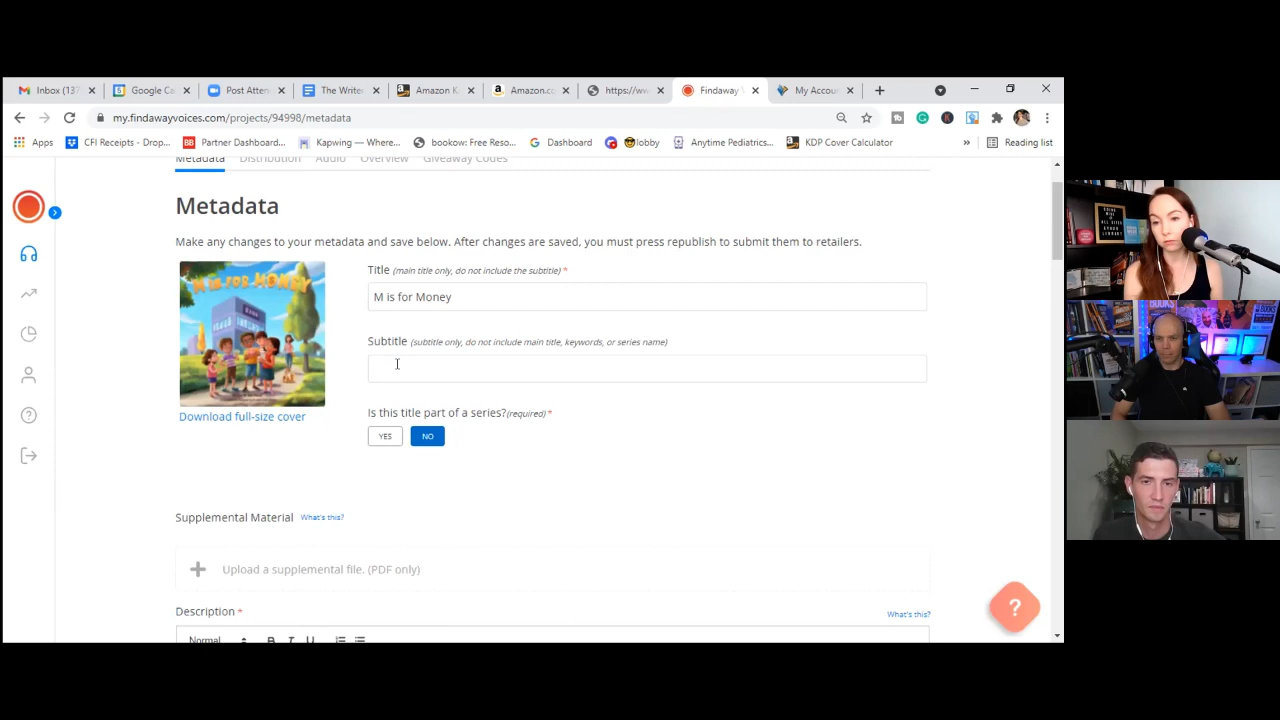 Inbox (137
Google Ca
Post Atten
The Writer
Amazon K
Amazon.co
https://ww
Findaway
My Accou
my.findawayvoices.com/projects/94998/metadata
Apps
CFI Receipts - Drop...
Partner Dashboard...
Kapwing — Where...
bookow: Free Reso...
Dashboard
lobby
Anytime Pediatrics...
KDP Cover Calculator
»
Reading list
Metadata
Distribution
Audio
Overview
Giveaway Codes
Metadata
Make any changes to your metadata and save below. After changes are saved, you must press republish to submit them to retailers.
M IS FOR MONEY
BANK
Download full-size cover
Title (main title only, do not include the subtitle) *
M is for Money
Subtitle (subtitle only, do not include main title, keywords, or series name)
Is this title part of a series?(required) *
YES
NO
Supplemental Material What's this?
Upload a supplemental file. (PDF only)
Description *
What's this?
Normal
B I U
?